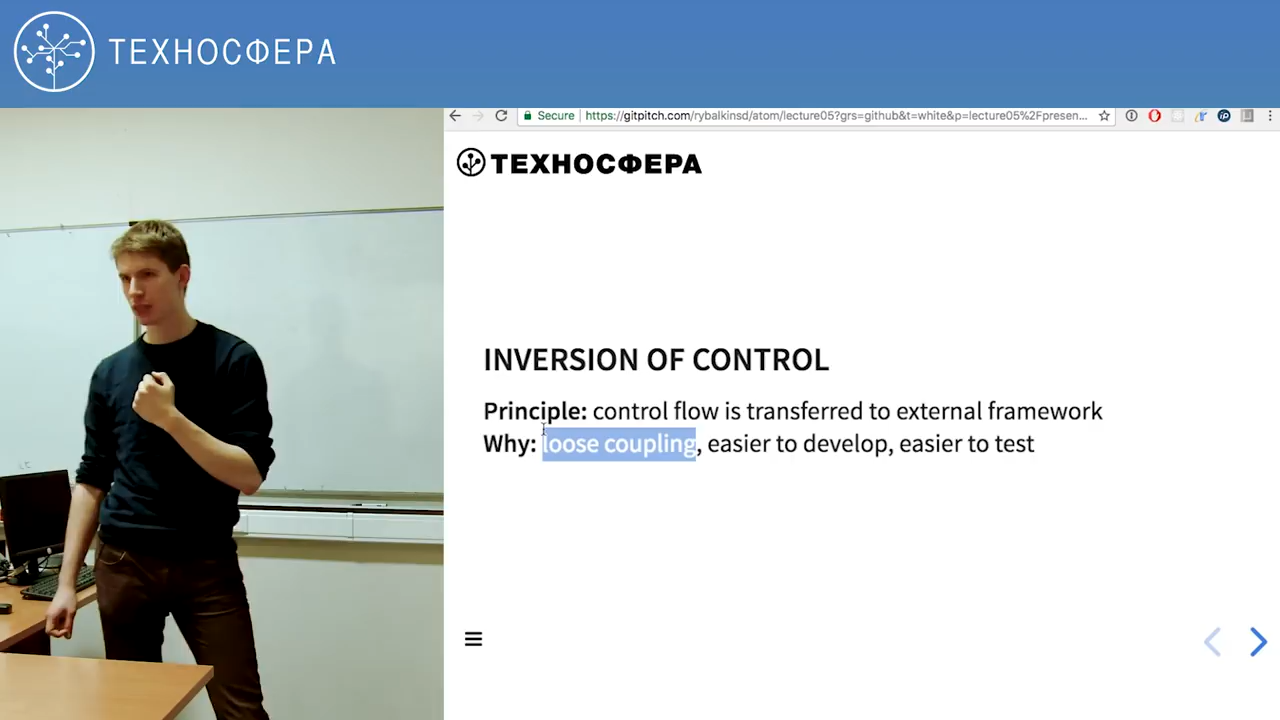 ТЕХНОСФЕРА
Secure https://gitpitch.com/rybalkinsd/atom/lecture05?grs=github&t=white&p=lecture05%2Fpresen...
ТЕХНОСФЕРА
INVERSION OF CONTROL
Principle: control flow is transferred to external framework
Why: loose coupling, easier to develop, easier to test